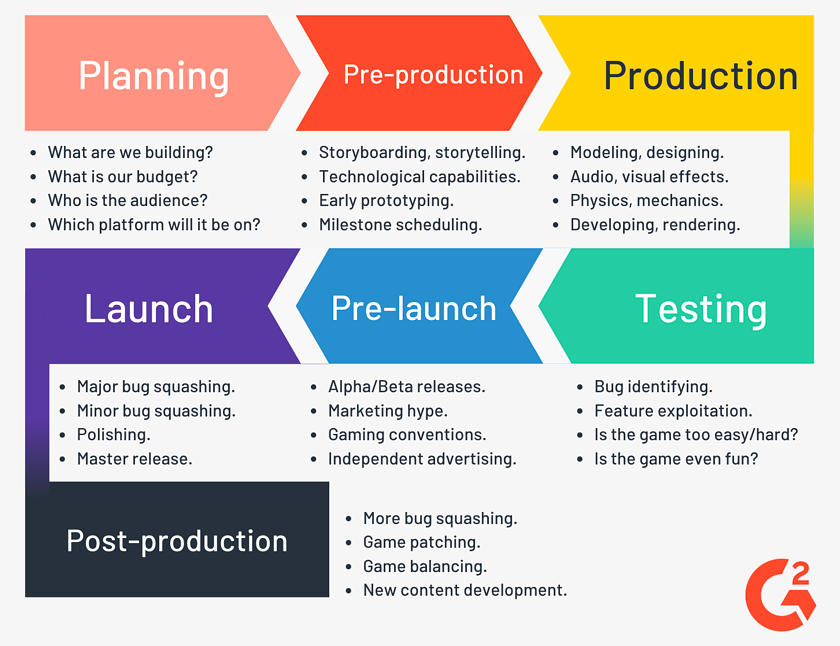 Planning
Pre-production
Production
• What are we building?
• What is our budget?
• Who is the audience?
• Which platform will it be on?
• Storyboarding, storytelling.
• Technological capabilities.
• Early prototyping.
• Milestone scheduling.
• Modeling, designing.
• Audio, visual effects.
• Physics, mechanics.
• Developing, rendering.
Launch
Pre-launch
Testing
• Major bug squashing.
• Minor bug squashing.
• Polishing.
• Master release.
• Alpha/Beta releases.
• Marketing hype.
• Gaming conventions.
• Independent advertising.
• Bug identifying.
• Feature exploitation.
• Is the game too easy/hard?
• Is the game even fun?
Post-production
• More bug squashing.
• Game patching.
• Game balancing.
• New content development.
G2